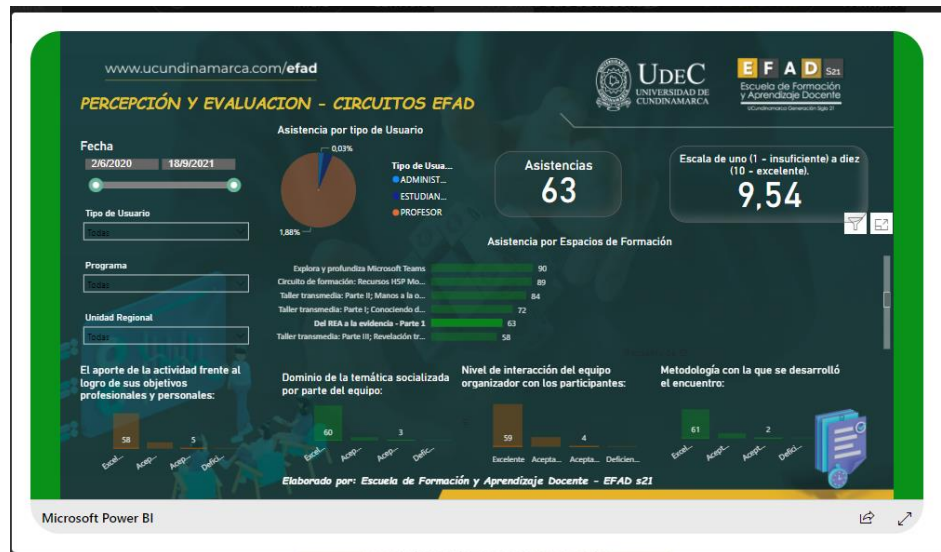 www.ucundinamarca.com/efad
UDEC
UNIVERSIDAD DE
CUNDINAMARCA
E F A D S21
Escuela de Formación
y Aprendizaje Docente
UCundinamarca Generación Siglo 21
PERCEPCIÓN Y EVALUACION - CIRCUITOS EFAD
Fecha
2/6/2020 18/9/2021
Tipo de Usuario
Todas
Programa
Todas
Unidad Regional
Todas
Asistencia por tipo de Usuario
0,03%
1,88%
Tipo de Usua...
ADMINIST...
ESTUDIAN...
PROFESOR
Asistencias
63
Escala de uno (1 - insuficiente) a diez
(10 - excelente).
9,54
Asistencia por Espacios de Formación
Explora y profundiza Microsoft Teams 90
Circuito de formación: Recursos H5P Mo... 89
Taller transmedia: Parte II; Manos a la o... 84
Taller transmedia: Parte I; Conociendo d... 72
Del REA a la evidencia - Parte 1 63
Taller transmedia: Parte III; Revelación tr... 58
El aporte de la actividad frente al
logro de sus objetivos
profesionales y personales:
58 5
Excel... Acep... Acep... Defici...
Dominio de la temática socializada
por parte del equipo:
60 3
Excel... Acep... Acep... Defic...
Nivel de interacción del equipo
organizador con los participantes:
59 4
Excelente Acepta... Acepta... Deficien...
Metodología con la que se desarrolló
el encuentro:
61 2
Excel... Acept... Acept... Defici...
Elaborado por: Escuela de Formación y Aprendizaje Docente - EFAD s21
Microsoft Power BI